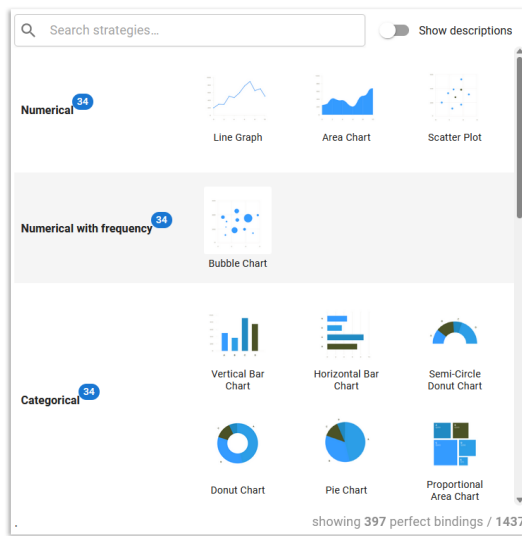 Search strategies...
Show descriptions
Numerical 34
Line Graph
Area Chart
Scatter Plot
Numerical with frequency 34
Bubble Chart
Categorical 34
Vertical Bar
Chart
Horizontal Bar
Chart
Semi-Circle
Donut Chart
Donut Chart
Pie Chart
Proportional
Area Chart
.
showing 397 perfect bindings / 1437